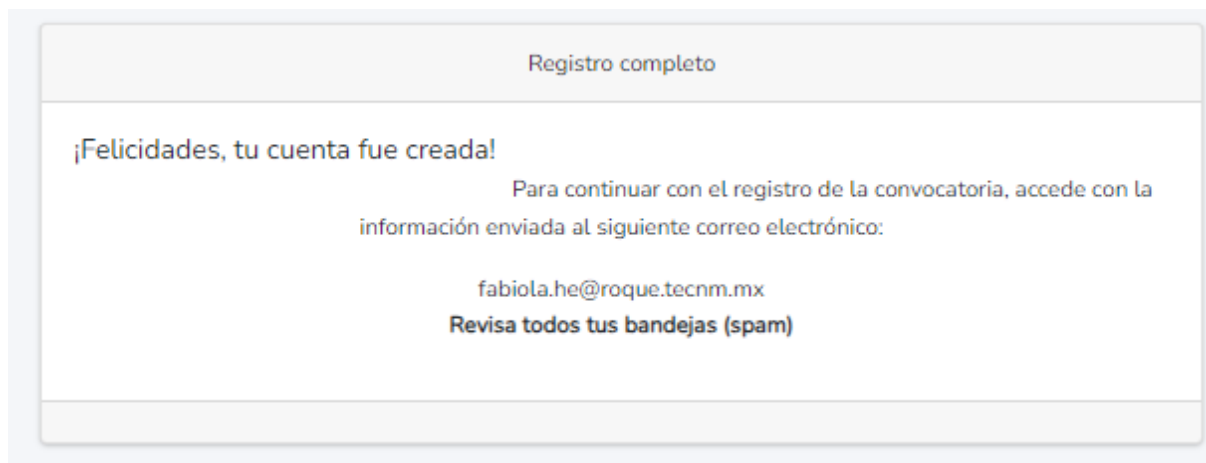 Registro completo
¡Felicidades, tu cuenta fue creada!
Para continuar con el registro de la convocatoria, accede con la
información enviada al siguiente correo electrónico:
fabiola.he@roque.tecnm.mx
Revisa todos tus bandejas (spam)